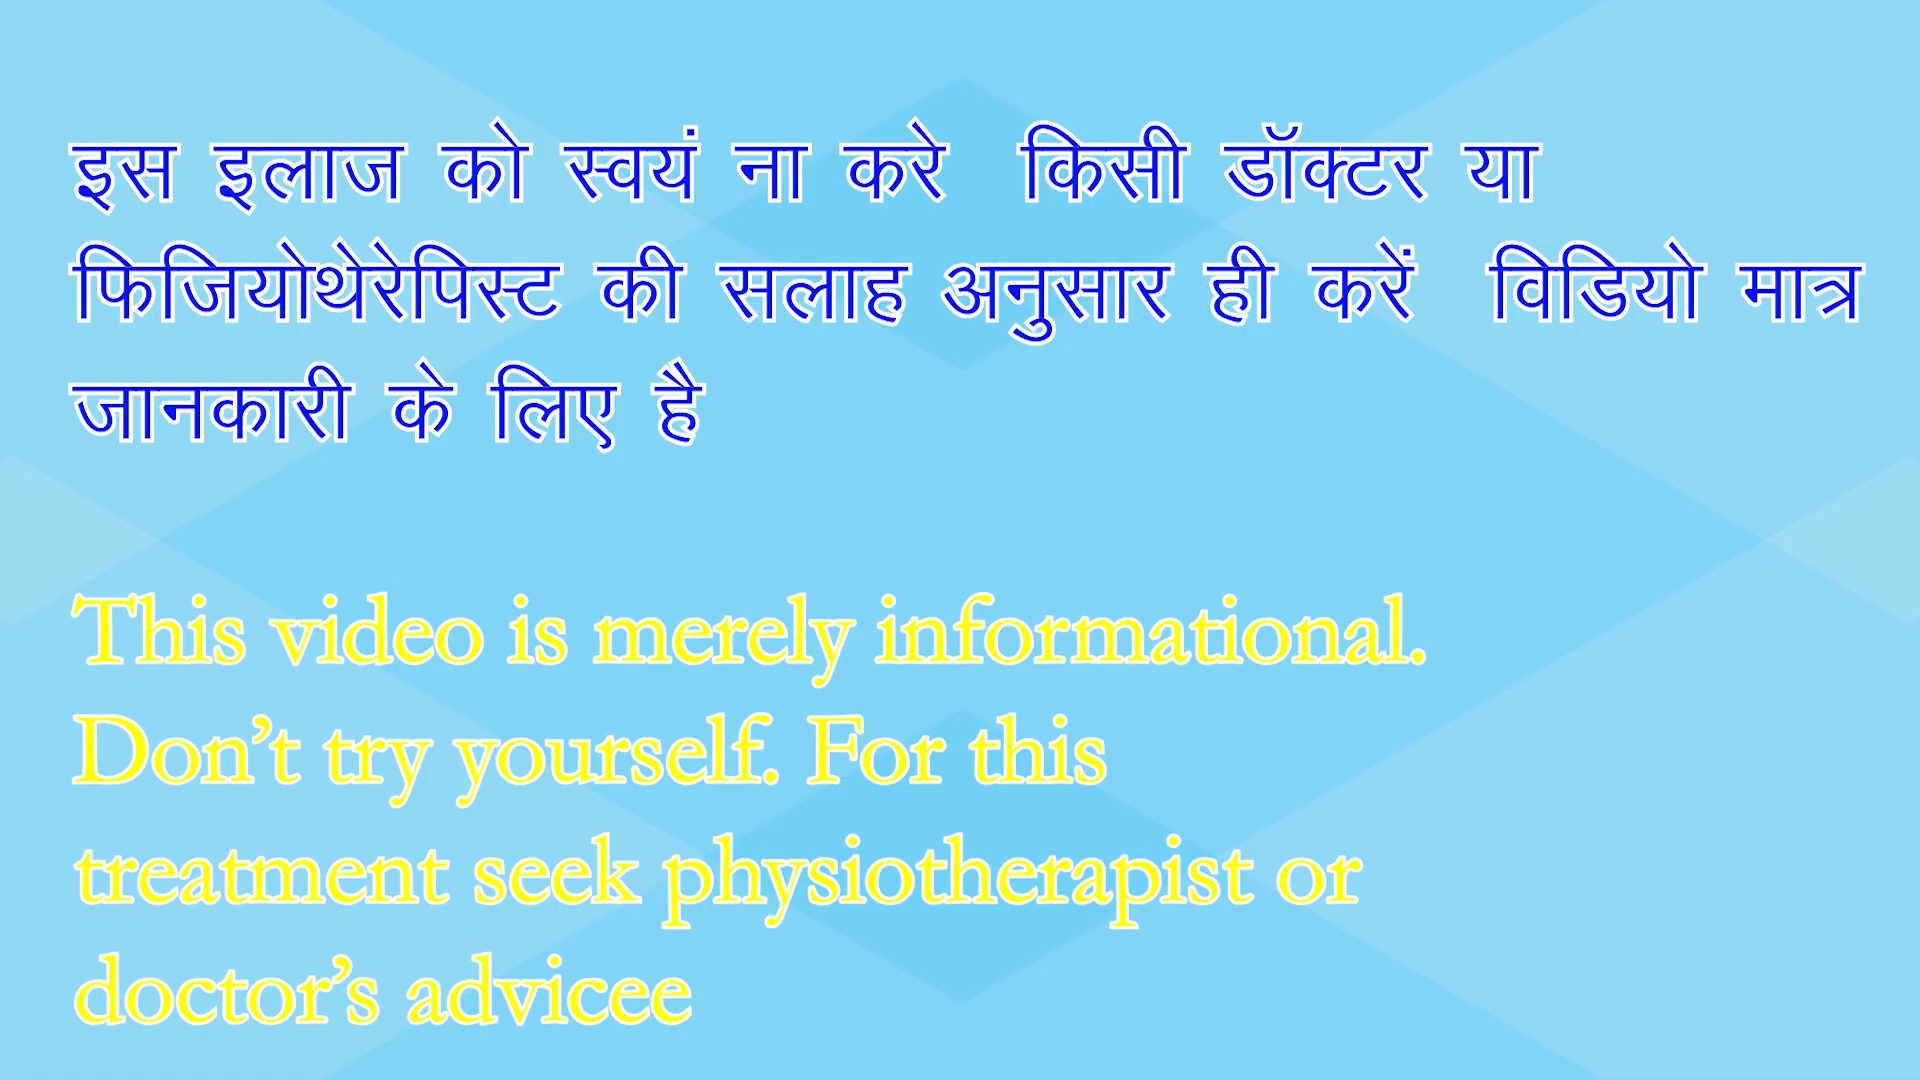 इस इलाज को स्वयं ना करे किसी डॉक्टर या
फिजियोथेरेपिस्ट की सलाह अनुसार ही करें विडियो मात्र
जानकारी के लिए है
This video is merely informational.
Don’t try yourself. For this
treatment seek physiotherapist or
doctor’s advicee